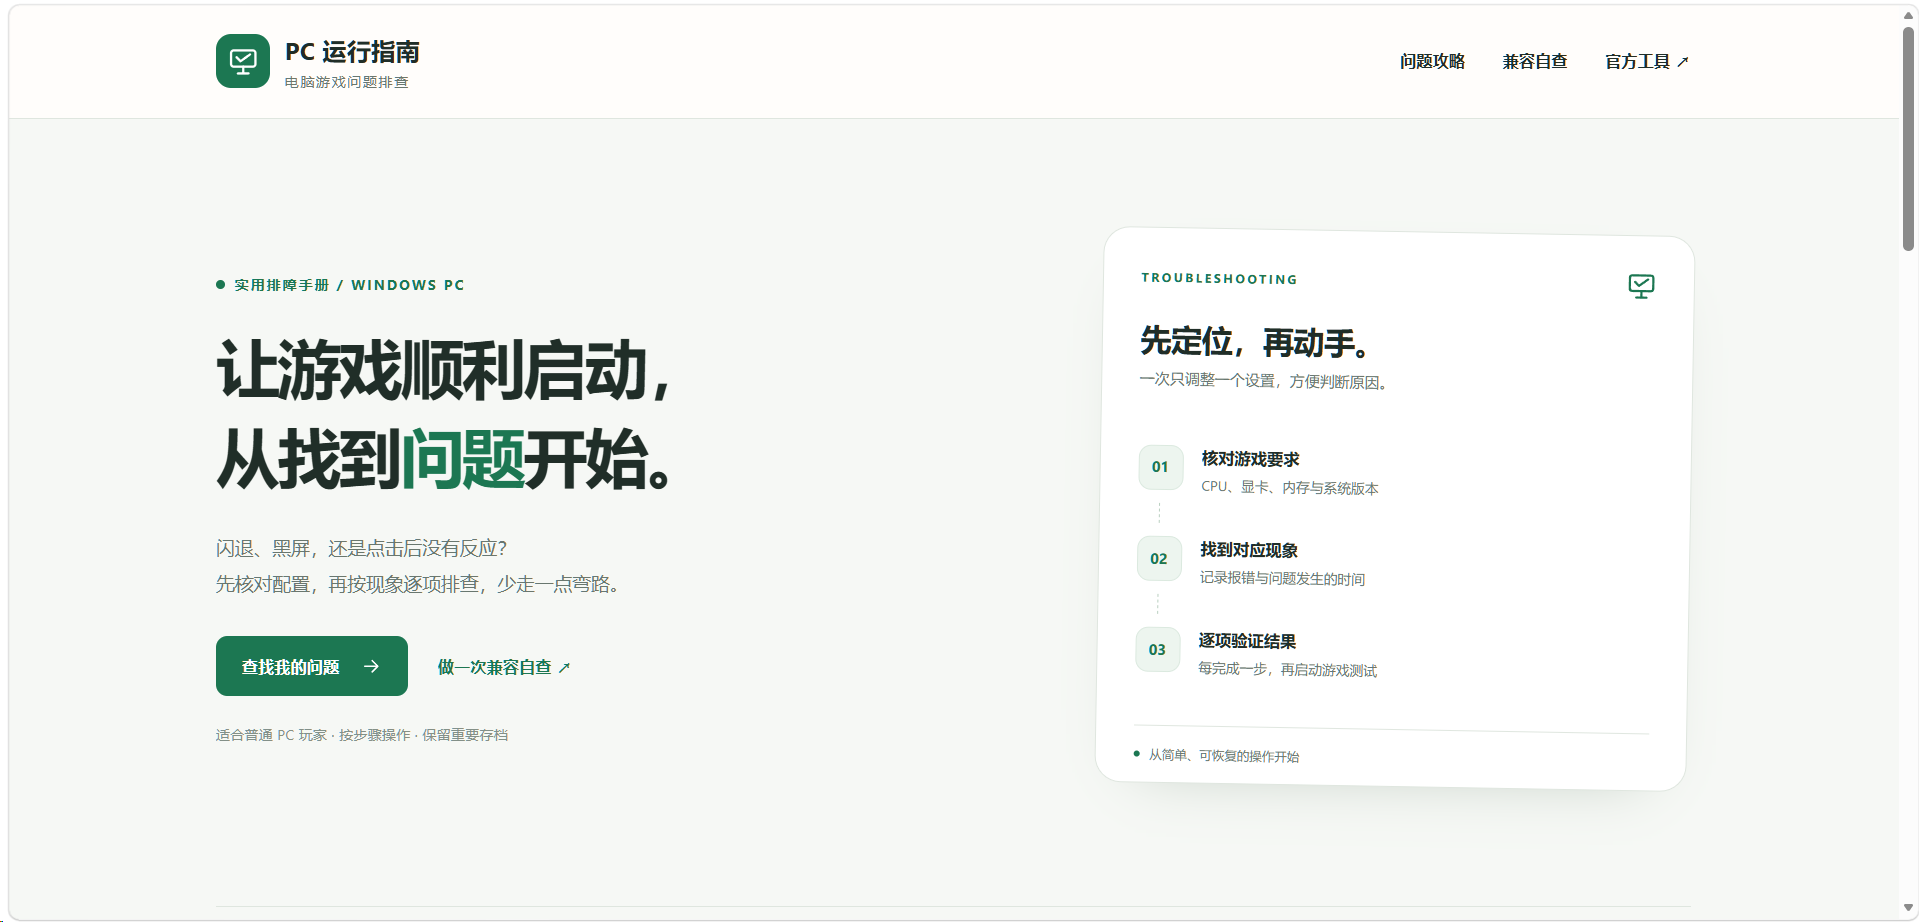 PC 运行指南
电脑游戏问题排查
问题攻略 兼容自查 官方工具 ↗
实用排障手册 / WINDOWS PC
让游戏顺利启动，
从找到问题开始。
闪退、黑屏，还是点击后没有反应？
先核对配置，再按现象逐项排查，少走一点弯路。
查找我的问题 →
做一次兼容自查 ↗
适合普通 PC 玩家 · 按步骤操作 · 保留重要存档
TROUBLESHOOTING
先定位，再动手。
一次只调整一个设置，方便判断原因。
01
核对游戏要求
CPU、显卡、内存与系统版本
02
找到对应现象
记录报错与问题发生的时间
03
逐项验证结果
每完成一步，再启动游戏测试
从简单、可恢复的操作开始